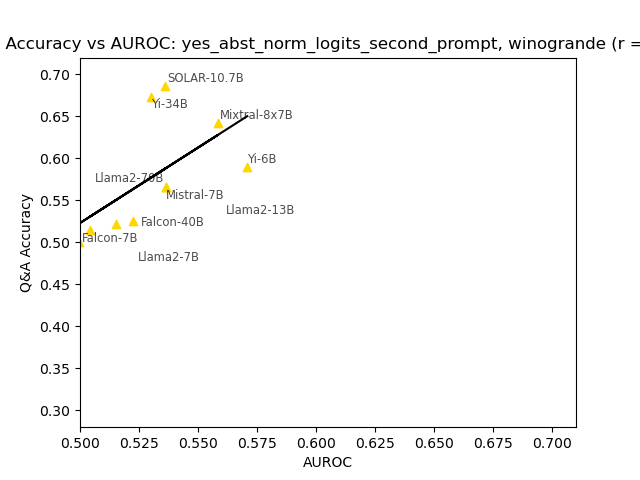 Accuracy vs AUROC: yes_abst_norm_logits_second_prompt, winogrande (r =
0.70
0.65
0.60
0.55
0.50
0.45
0.40
0.35
0.30
Q&A Accuracy
SOLAR-10.7B
Yi-34B
Mixtral-8x7B
Yi-6B
Llama2-70B
Mistral-7B
Llama2-13B
Falcon-40B
Falcon-7B
Llama2-7B
0.500 0.525 0.550 0.575 0.600 0.625 0.650 0.675 0.700
AUROC